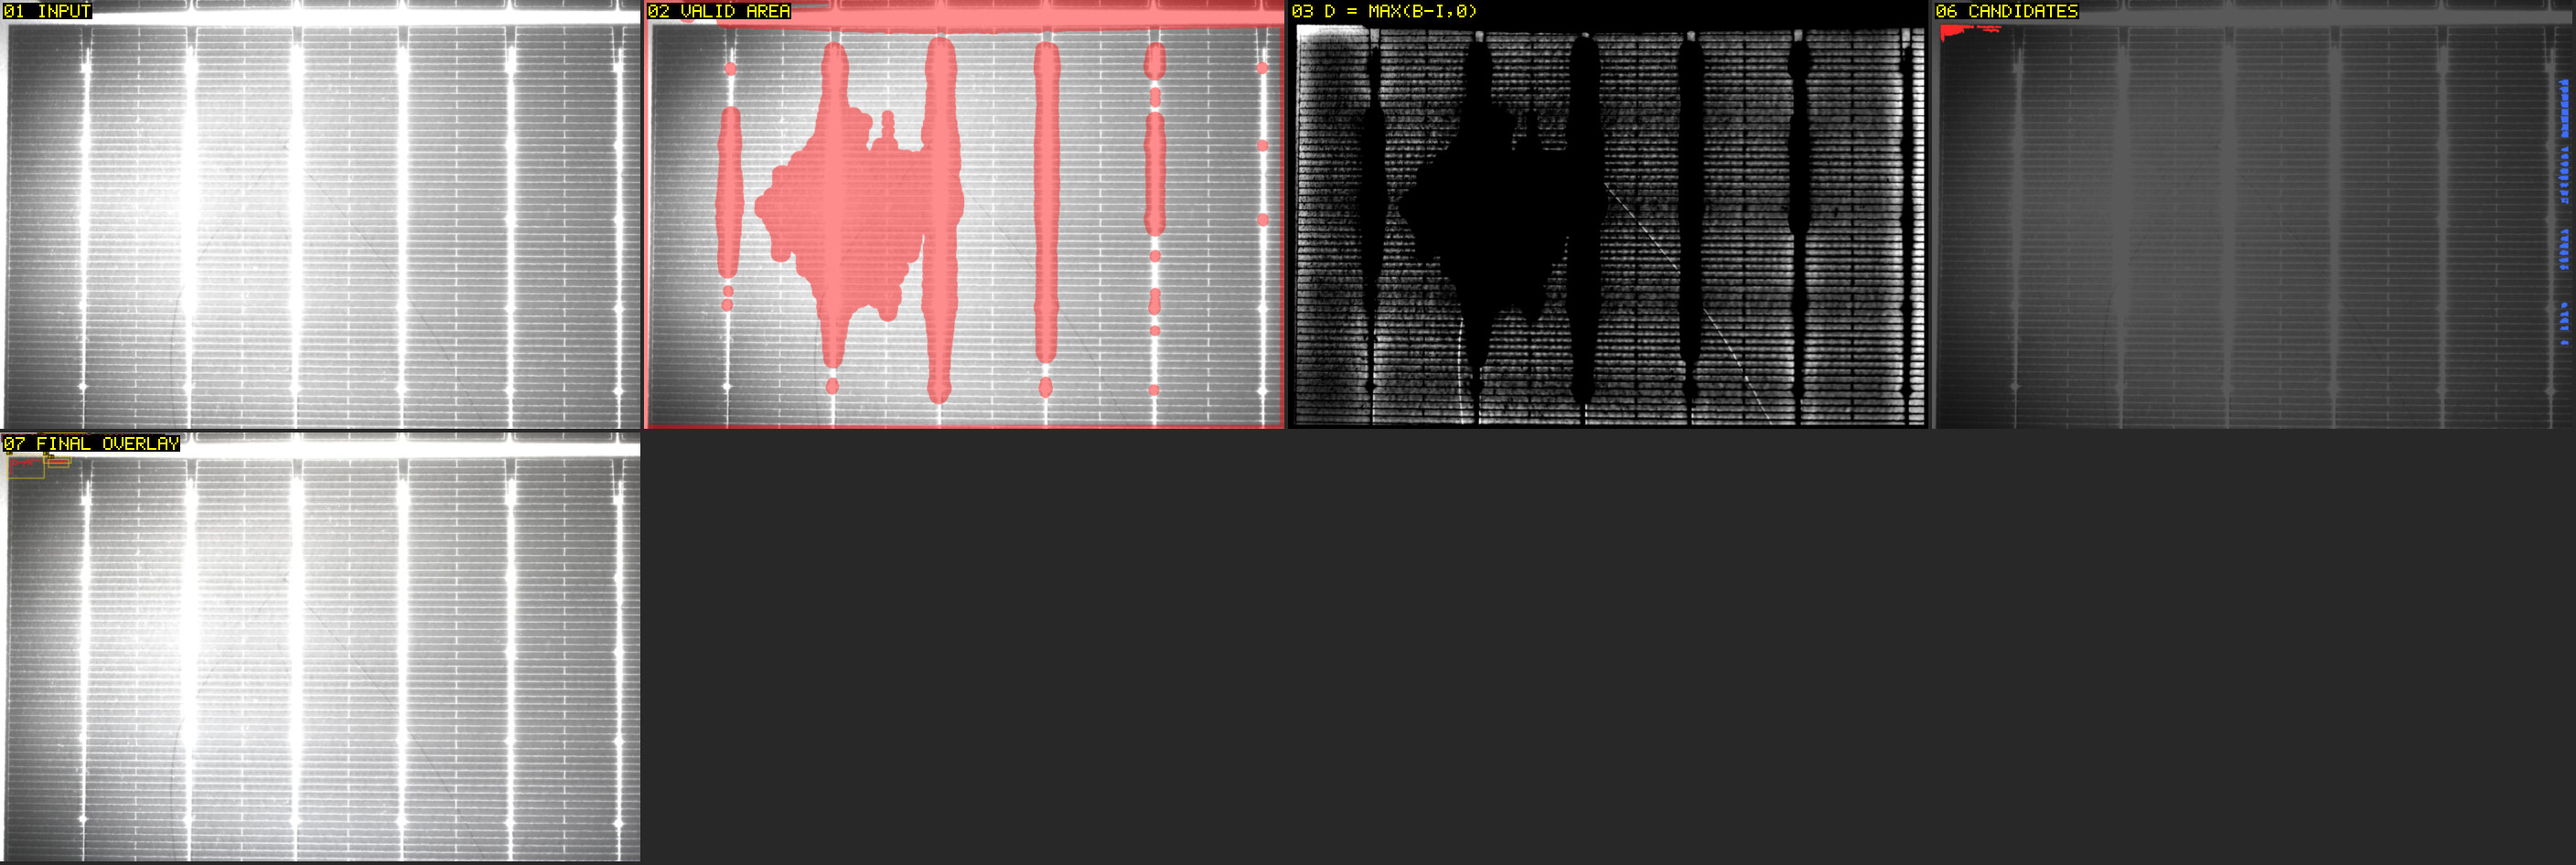 01 INPUT
02 VALID AREA
03 D = MAX(B-I,0)
06 CANDIDATES
07 FINAL OVERLAY